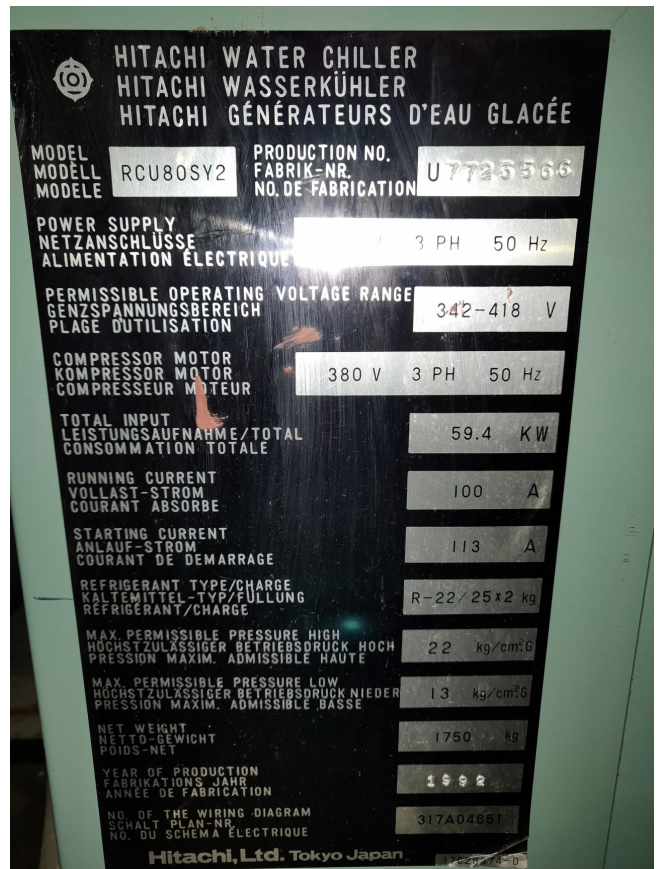 HITACHI WATER CHILLER
HITACHI WASSERKÜHLER
HITACHI GÉNÉRATEURS D'EAU GLACÉE
MODEL
MODÈLL
MODELE
RCU80SY2
PRODUCTION NO.
FABRIK-NR.
NO. DE FABRICATION
U7725566
POWER SUPPLY
NETZANSCHLÜSSE
ALIMENTATION ÉLECTRIQUE
V 3 PH 50 Hz
PERMISSIBLE OPERATING VOLTAGE RANGE
GENZSPANNUNGSBEREICH
PLAGE D'UTILISATION
342-418 V
COMPRESSOR MOTOR
KOMPRESSOR MOTOR
COMPRESSEUR MOTEUR
380 V 3 PH 50 Hz
TOTAL INPUT
LEISTUNGSAUFNAHME/TOTAL
CONSOMMATION TOTALE
59.4 KW
RUNNING CURRENT
VOLLAST-STROM
COURANT ABSORBE
100 A
STARTING CURRENT
ANLAUF-STROM
COURANT DE DEMARRAGE
113 A
REFRIGERANT TYPE/CHARGE
KALTEMITTEL-TYP/FÜLLUNG
RÉFRIGÉRANT/CHARGE
R-22/25x2 kg
MAX. PERMISSIBLE PRESSURE HIGH
HÖCHSTZULÄSSIGER BETRIEBSDRUCK HOCH
PRESSION MAXIM. ADMISSIBLE HAUTE
22 kg/cm²G
MAX. PERMISSIBLE PRESSURE LOW
HÖCHSTZULÄSSIGER BETRIEBSDRUCK NIEDER
PRESSION MAXIM. ADMISSIBLE BASSE
13 kg/cm²G
NET WEIGHT
NETTO-GEWICHT
POIDS-NET
1750 kg
YEAR OF PRODUCTION
FABRIKATIONS JAHR
ANNÉE DE FABRICATION
1992
NO. OF THE WIRING DIAGRAM
SCHALT PLAN-NR.
NO. DU SCHEMA ÉLECTRIQUE
317A04651
Hitachi, Ltd. Tokyo Japan